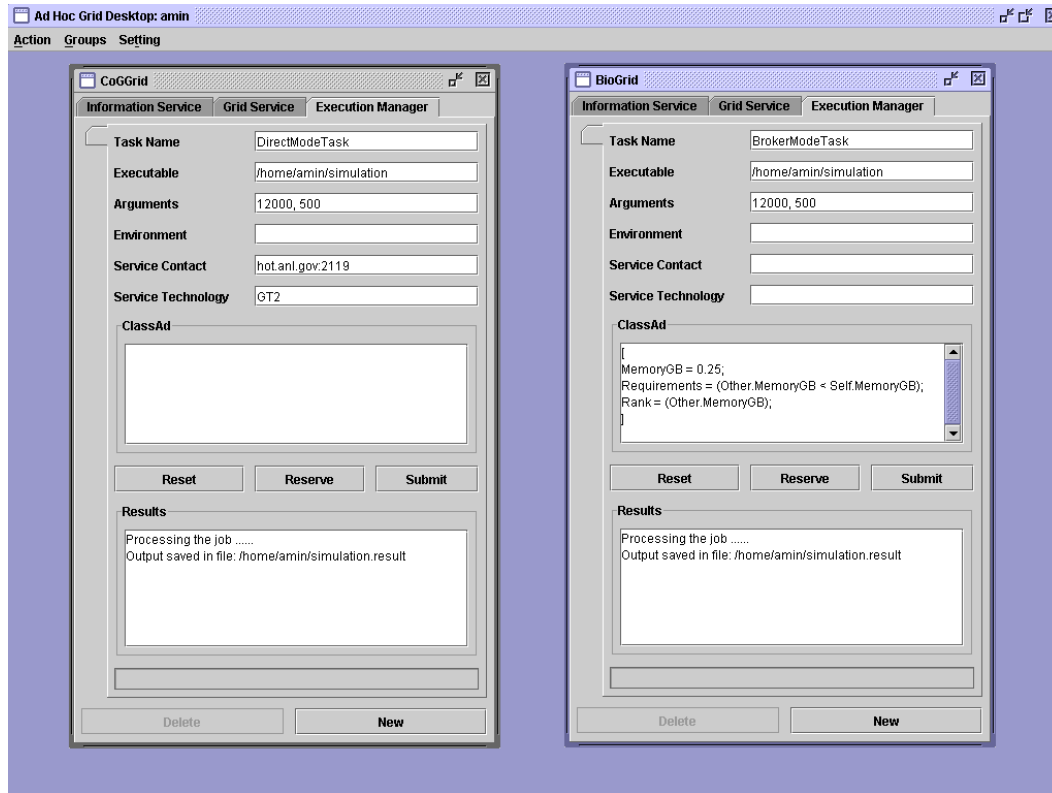 Ad Hoc Grid Desktop: amin
Action Groups Setting
CoGGrid
Information Service Grid Service Execution Manager
Task Name DirectModeTask
Executable /home/amin/simulation
Arguments 12000, 500
Environment
Service Contact hot.anl.gov:2119
Service Technology GT2
ClassAd
Reset Reserve Submit
Results
Processing the job ......
Output saved in file: /home/amin/simulation.result
Delete New
BioGrid
Information Service Grid Service Execution Manager
Task Name BrokerModeTask
Executable /home/amin/simulation
Arguments 12000, 500
Environment
Service Contact
Service Technology
ClassAd
[
MemoryGB = 0.25;
Requirements = (Other.MemoryGB < Self.MemoryGB);
Rank = (Other.MemoryGB);
]
Reset Reserve Submit
Results
Processing the job ......
Output saved in file: /home/amin/simulation.result
Delete New